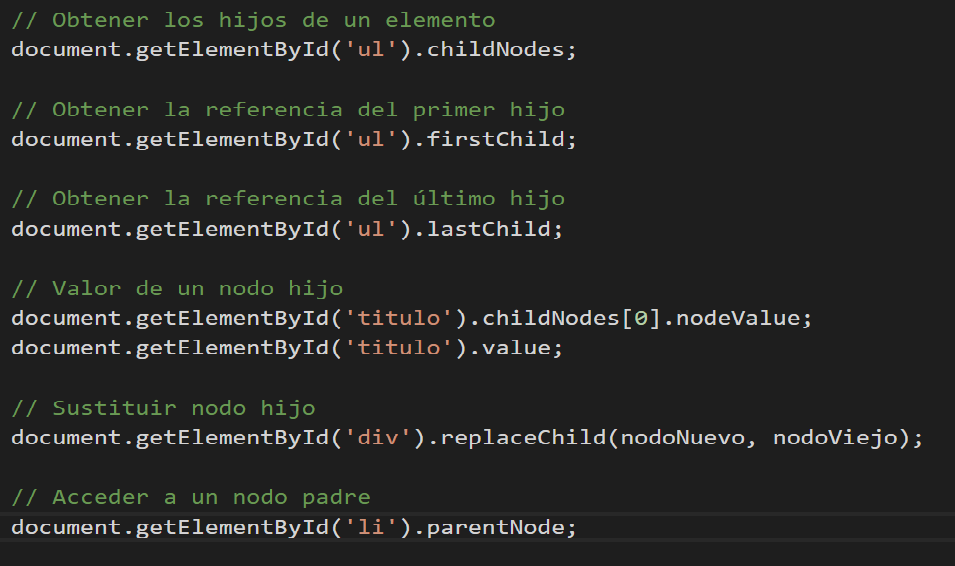 // Obtener los hijos de un elemento
document.getElementById('ul').childNodes;
// Obtener la referencia del primer hijo
document.getElementById('ul').firstChild;
// Obtener la referencia del último hijo
document.getElementById('ul').lastChild;
// Valor de un nodo hijo
document.getElementById('titulo').childNodes[0].nodeValue;
document.getElementById('titulo').value;
// Sustituir nodo hijo
document.getElementById('div').replaceChild(nodoNuevo, nodoViejo);
// Acceder a un nodo padre
document.getElementById('li').parentNode;